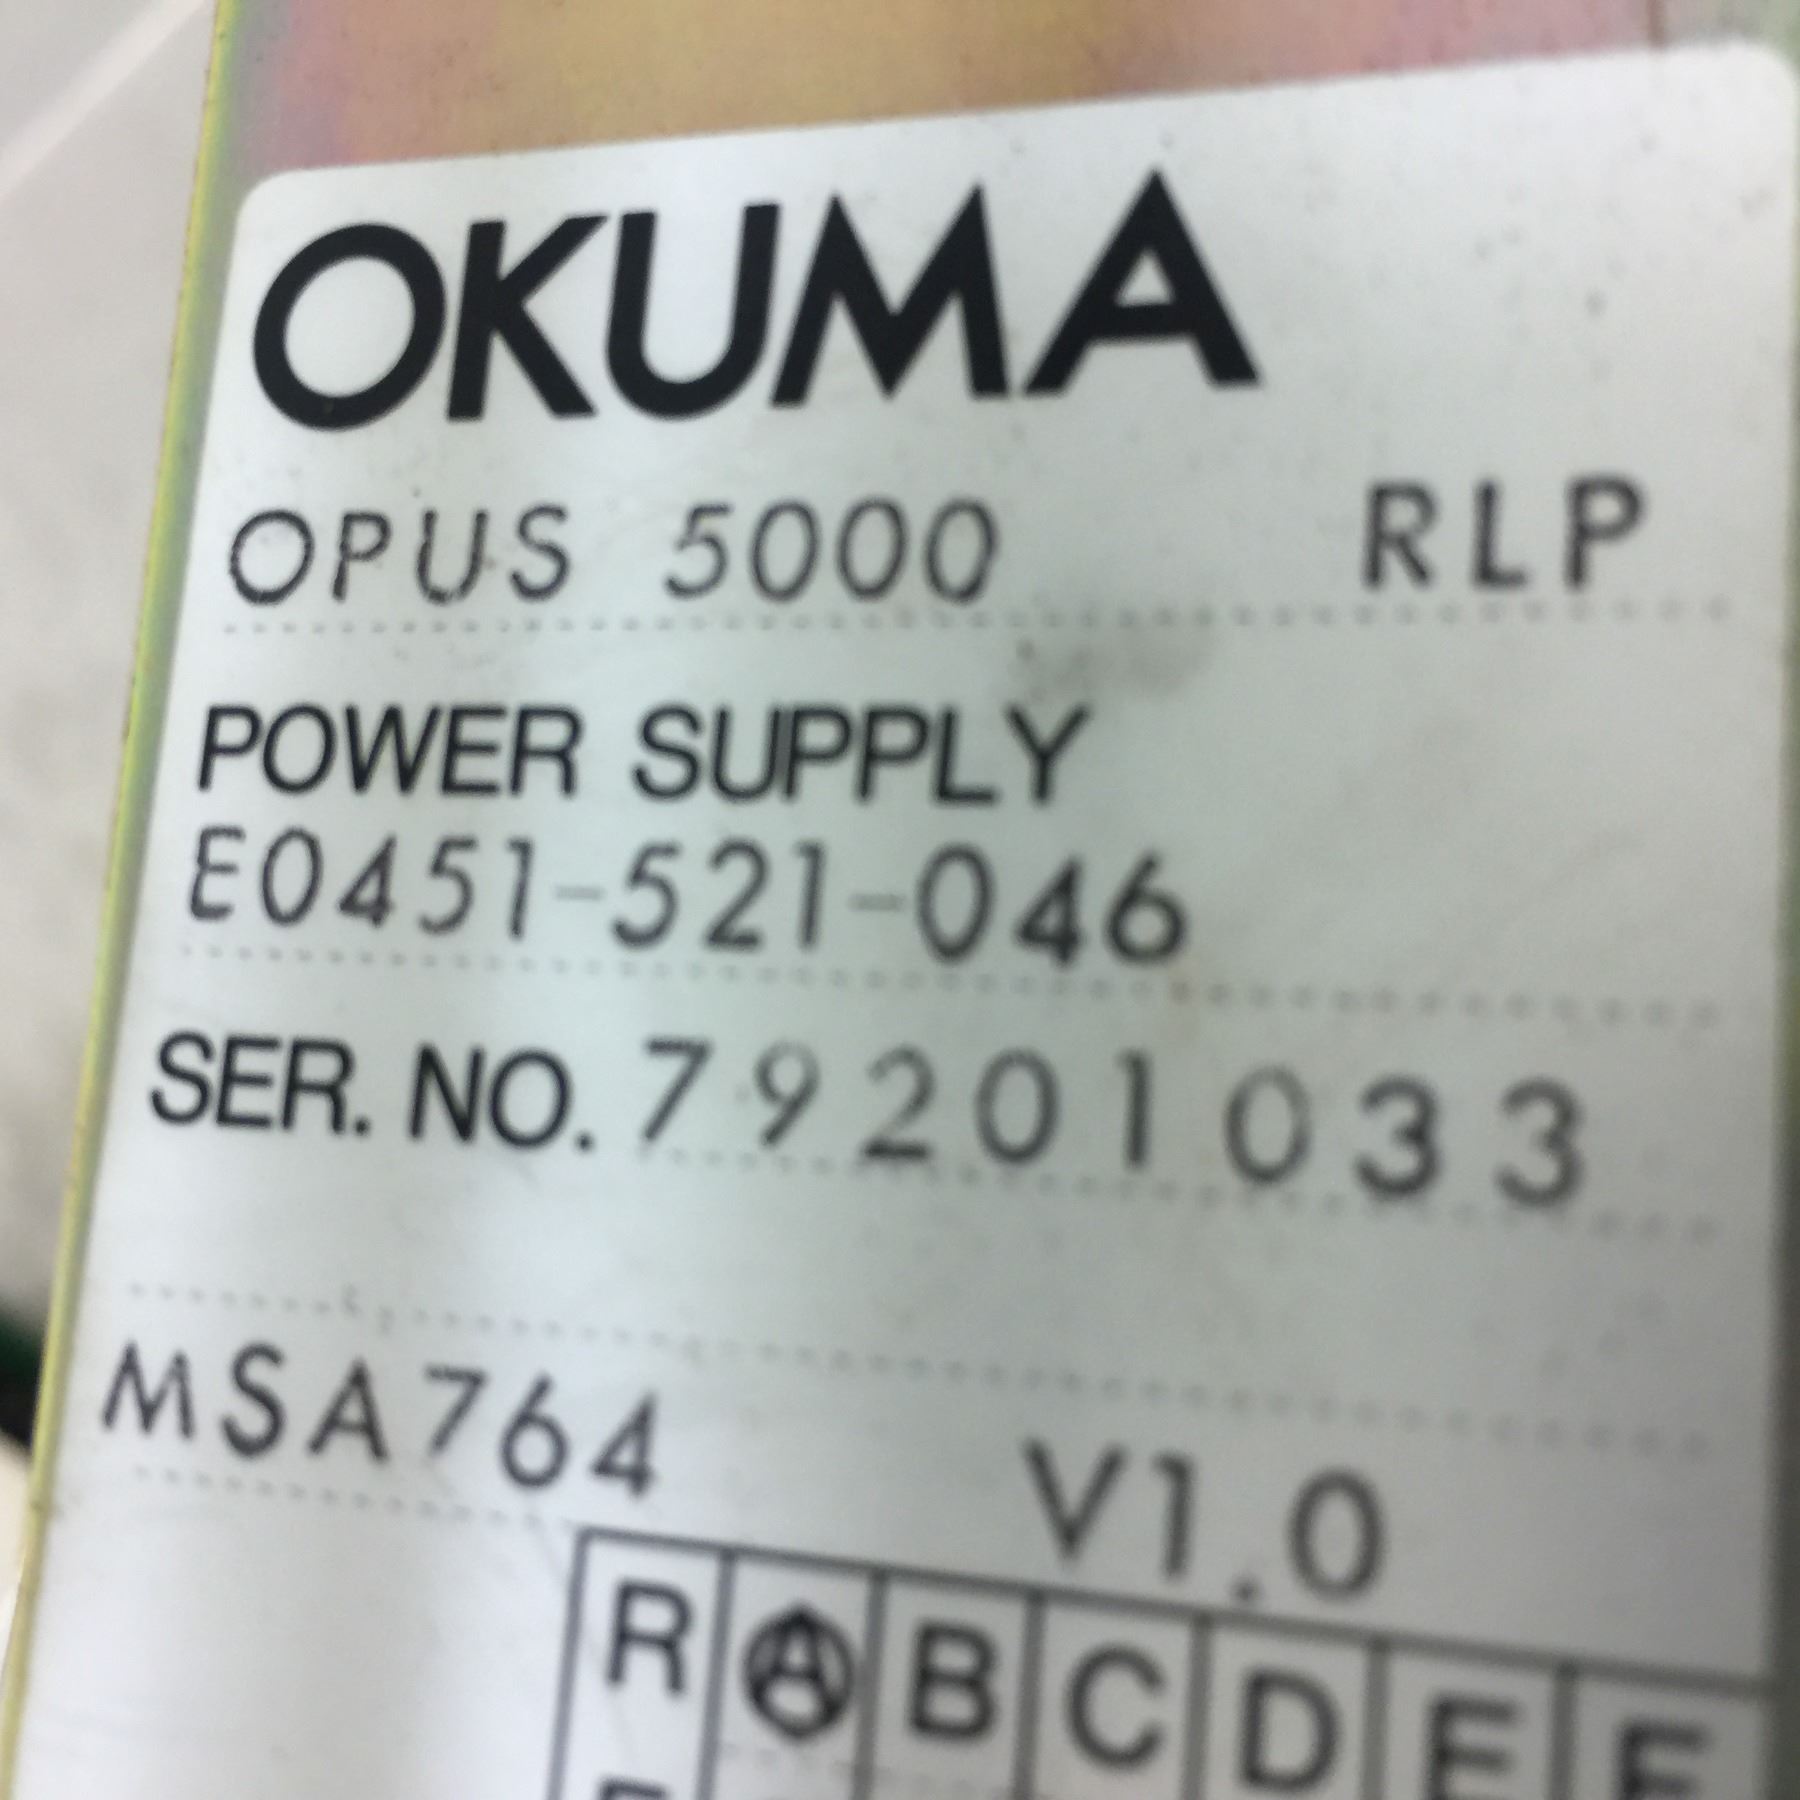 OKUMA
OPUS 5000 RLP
POWER SUPPLY
E0451-521-046
SER. NO. 79201033
MSA764 V1.0
R A B C D E F